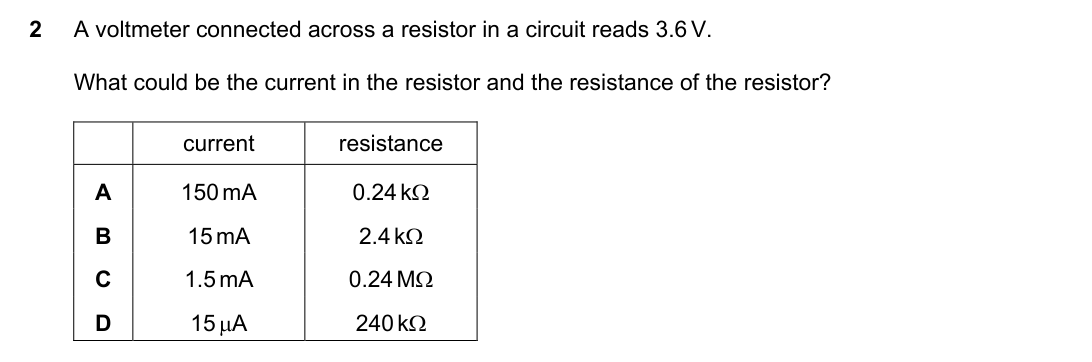 2 A voltmeter connected across a resistor in a circuit reads 3.6 V.
What could be the current in the resistor and the resistance of the resistor?
current resistance
A 150 mA 0.24 kΩ
B 15 mA 2.4 kΩ
C 1.5 mA 0.24 MΩ
D 15 μA 240 kΩ